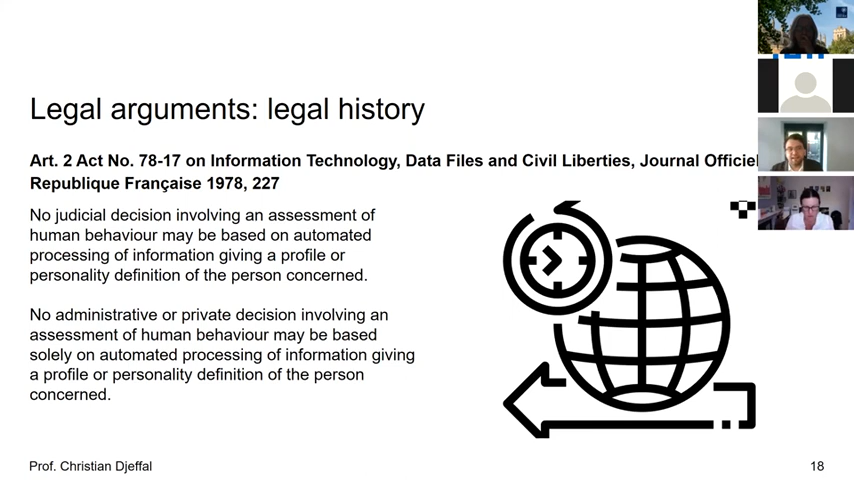 Legal arguments: legal history
Art. 2 Act No. 78-17 on Information Technology, Data Files and Civil Liberties, Journal Officiel
Republique Française 1978, 227
No judicial decision involving an assessment of
human behaviour may be based on automated
processing of information giving a profile or
personality definition of the person concerned.
No administrative or private decision involving an
assessment of human behaviour may be based
solely on automated processing of information giving
a profile or personality definition of the person
concerned.
Prof. Christian Djeffal
18